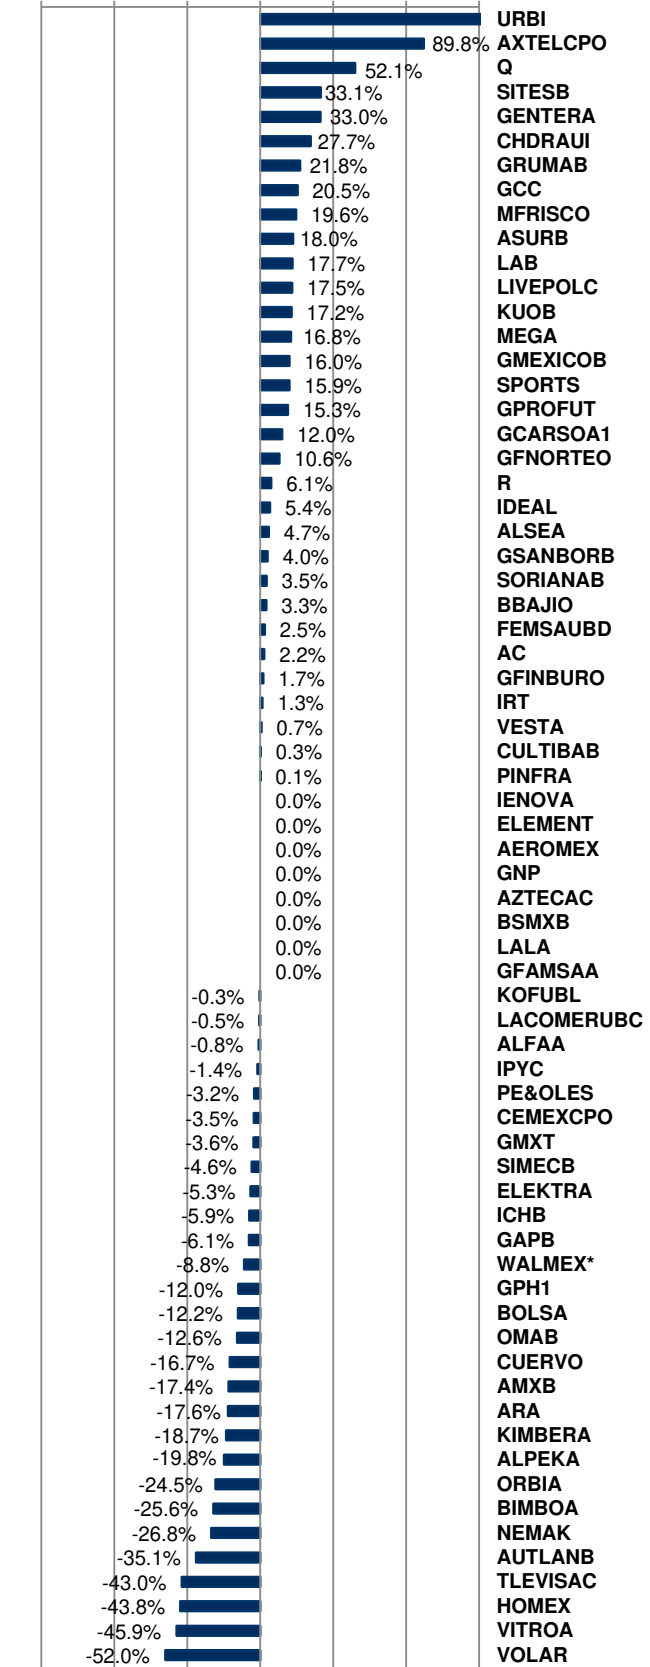 URBI
89.8% AXTELCPO
52.1% Q
33.1% SITESB
33.0% GENTERA
27.7% CHDRAUI
21.8% GRUMAB
20.5% GCC
19.6% MFRISCO
18.0% ASURB
17.7% LAB
17.5% LIVEPOLC
17.2% KUOB
16.8% MEGA
16.0% GMEXICOB
15.9% SPORTS
15.3% GPROFUT
12.0% GCARSOA1
10.6% GFNORTEO
6.1% R
5.4% IDEAL
4.7% ALSEA
4.0% GSANBORB
3.5% SORIANAB
3.3% BBAJIO
2.5% FEMSAUBD
2.2% AC
1.7% GFINBURO
1.3% IRT
0.7% VESTA
0.3% CULTIBAB
0.1% PINFRA
0.0% IENOVA
0.0% ELEMENT
0.0% AEROMEX
0.0% GNP
0.0% AZTECAC
0.0% BSMXB
0.0% LALA
0.0% GFAMSAA
-0.3% KOFUBL
-0.5% LACOMERUBC
-0.8% ALFAA
-1.4% IPYC
-3.2% PE&OLES
-3.5% CEMEXCPO
-3.6% GMXT
-4.6% SIMECB
-5.3% ELEKTRA
-5.9% ICHB
-6.1% GAPB
-8.8% WALMEX*
-12.0% GPH1
-12.2% BOLSA
-12.6% OMAB
-16.7% CUERVO
-17.4% AMXB
-17.6% ARA
-18.7% KIMBERA
-19.8% ALPEKA
-24.5% ORBIA
-25.6% BIMBOA
-26.8% NEMAK
-35.1% AUTLANB
-43.0% TLEVISAC
-43.8% HOMEX
-45.9% VITROA
-52.0% VOLAR